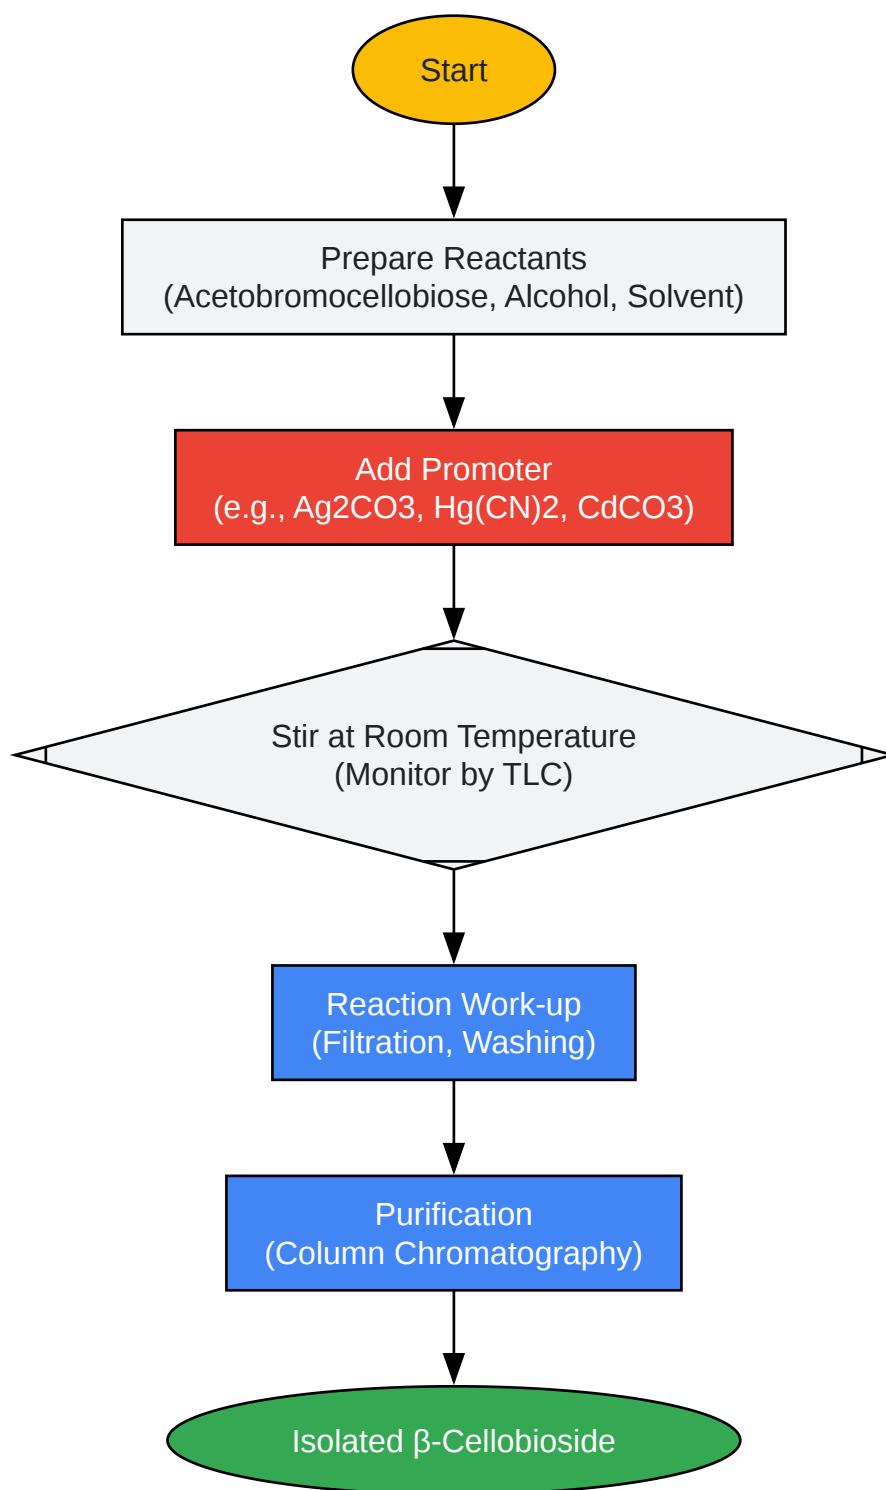 Start
Prepare Reactants
(Acetobromocellobiose, Alcohol, Solvent)
Add Promoter
(e.g., Ag2CO3, Hg(CN)2, CdCO3)
Stir at Room Temperature
(Monitor by TLC)
Reaction Work-up
(Filtration, Washing)
Purification
(Column Chromatography)
Isolated β-Cellobioside